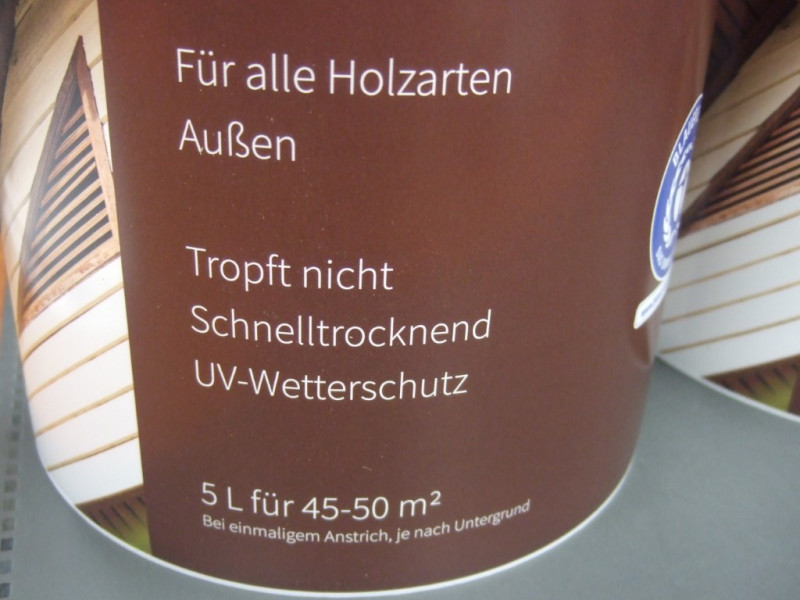 Für alle Holzarten
Außen
Tropft nicht
Schnelltrocknend
UV-Wetterschutz
5 L für 45-50 m²
Bei einmaligem Anstrich, je nach Untergrund